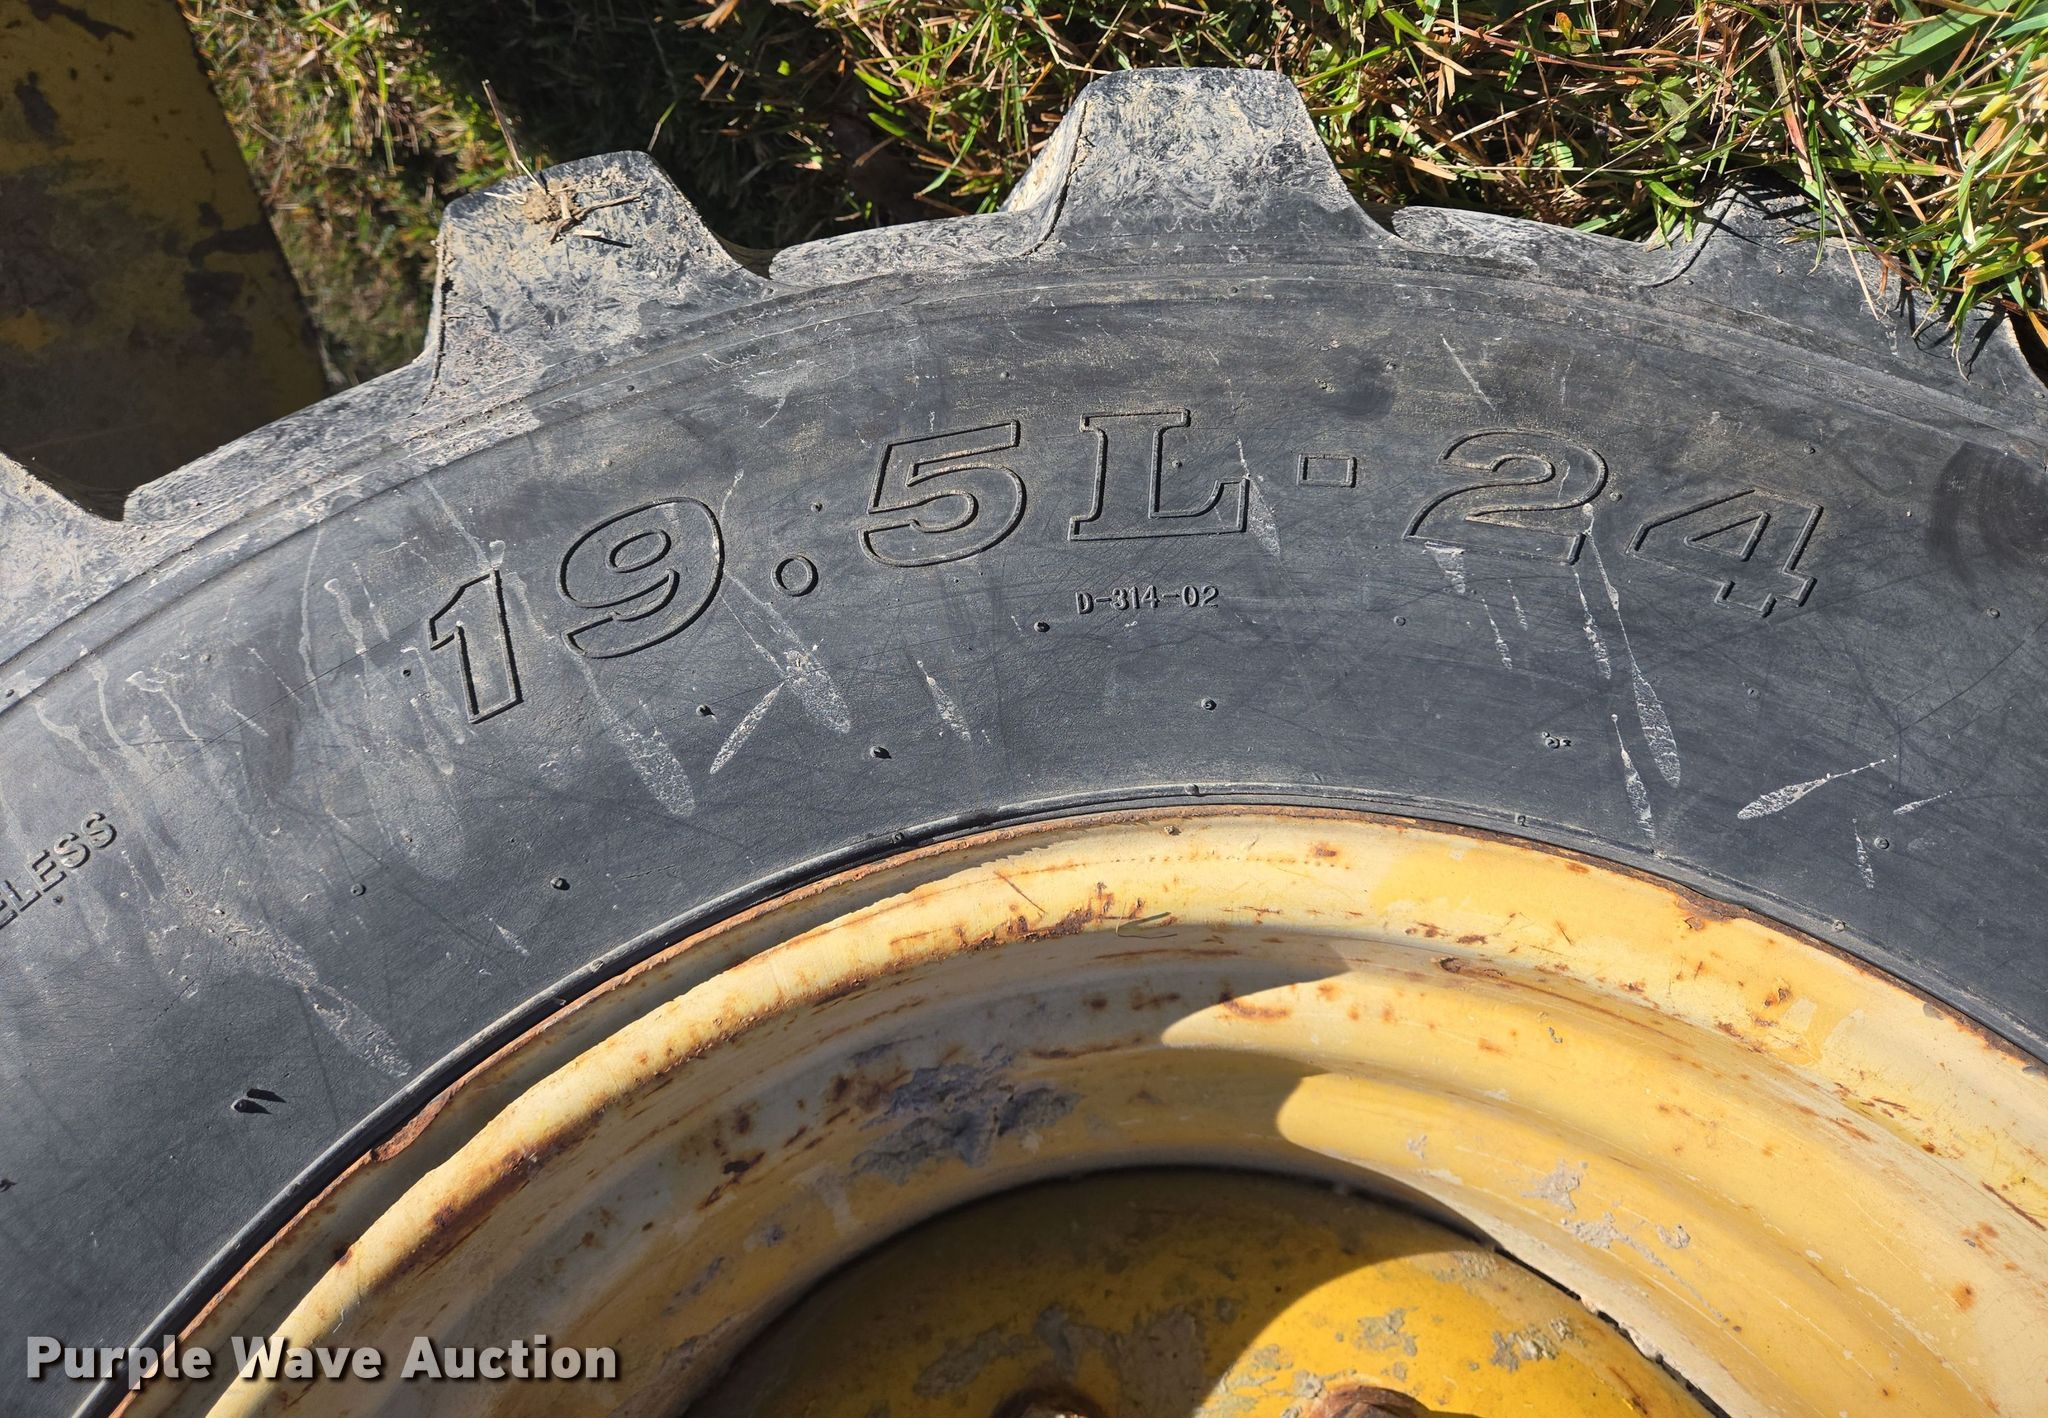 19.5L-24
D-314-02
ELESS
Purple Wave Auction